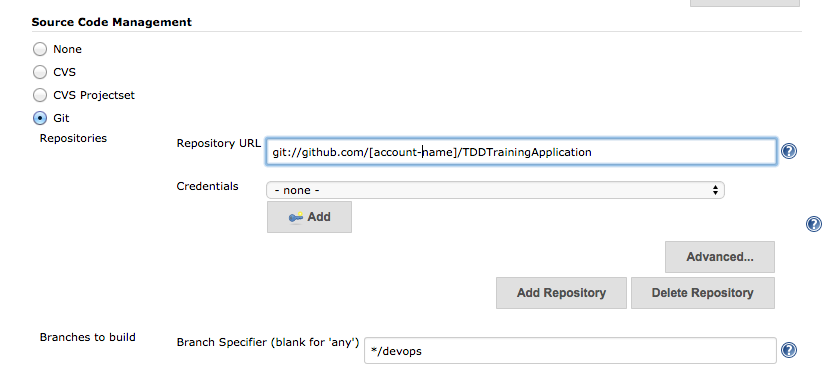 Source Code Management
None
CVS
CVS Projectset
Git
Repositories
Repository URL git://github.com/[account-name]/TDDTrainingApplication
Credentials - none -
Add
Advanced...
Add Repository Delete Repository
Branches to build
Branch Specifier (blank for 'any') */devops